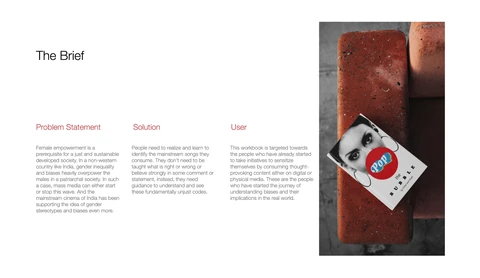 The Brief
Problem Statement
Female empowerment is a
prerequisite for a just and sustainable
developed society. In a non-western
country like India, gender inequality
and biases heavily overpower the
males in a patriarchal society. In such
a case, mass media can either start
or stop this wave. And the
mainstream cinema of India has been
supporting the idea of gender
stereotypes and biases even more.
Solution
People need to realize and learn to
identify the mainstream songs they
consume. They don't need to be
taught what is right or wrong or
believe strongly in some comment or
statement; instead, they need
guidance to understand and see
these fundamentally unjust codes.
User
This workbook is targeted towards
the people who have already started
to take initiatives to sensitize
themselves by consuming thought-
provoking content either on digital or
physical media. These are the people
who have started the journey of
understanding biases and their
implications in the real world.
the
BUBBLE